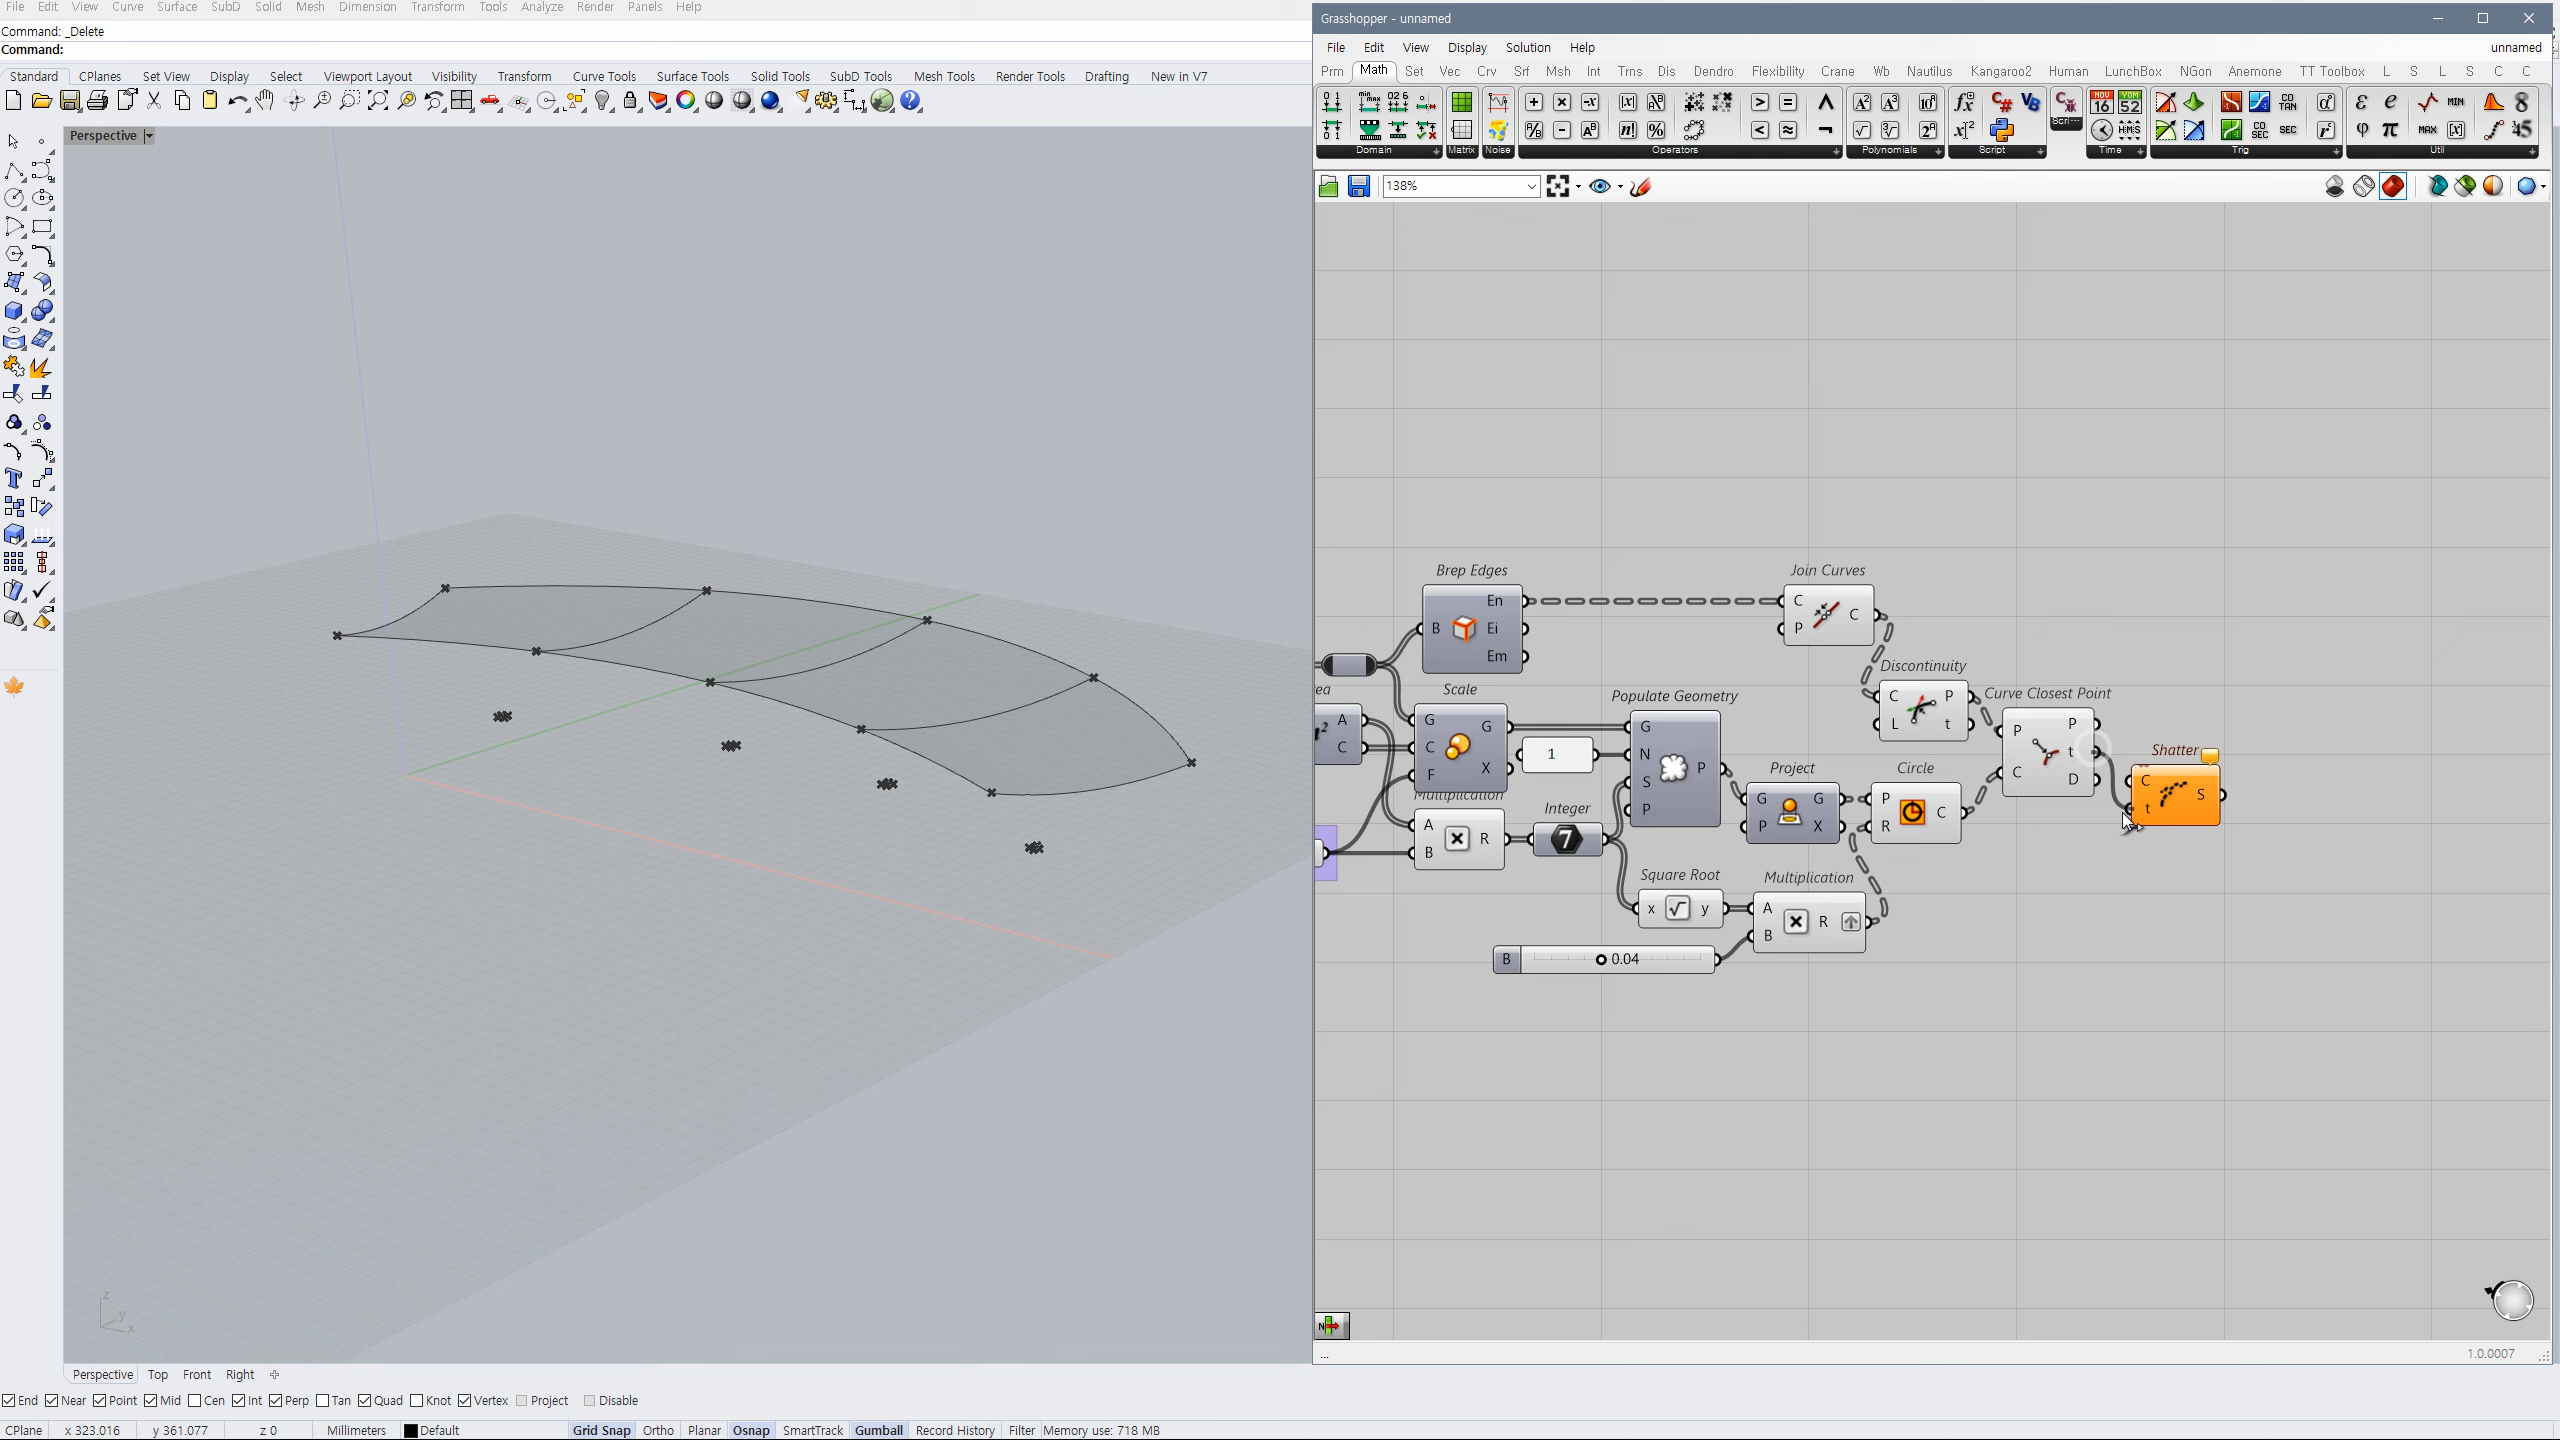 File Edit View Curve Surface SubD Solid Mesh Dimension Transform Tools Analyze Render Panels Help
Command: _Delete
Command:
Standard CPlanes Set View Display Select Viewport Layout Visibility Transform Curve Tools Surface Tools Solid Tools SubD Tools Mesh Tools Render Tools Drafting New in V7
Perspective
z
y
x
Perspective Top Front Right
End Near Point Mid Cen Int Perp Tan Quad Knot Vertex Project Disable
CPlane x 323.016 y 361.077 z 0 Millimeters Default Grid Snap Ortho Planar Osnap SmartTrack Gumball Record History Filter Memory use: 718 MB
Grasshopper - unnamed
File Edit View Display Solution Help unnamed
Prm Math Set Vec Crv Srf Msh Int Trns Dis Dendro Flexibility Crane Wb Nautilus Kangaroo2 Human LunchBox NGon Anemone TT Toolbox L S L S C C
Domain Matrix Noise Operators Polynomials Script Time Trig Util
138%
Brep Edges
B En Ei Em
Join Curves
C P C
Discontinuity
C L P t
Curve Closest Point
P C P t D
Shatter
C t S
ea
A C
Scale
G C F G X
1
Populate Geometry
G N S P P
Project
G P G X
Circle
P R C
Multiplication
A B R
Integer
7
Square Root
x y
Multiplication
A B R
B 0.04
...
1.0.0007